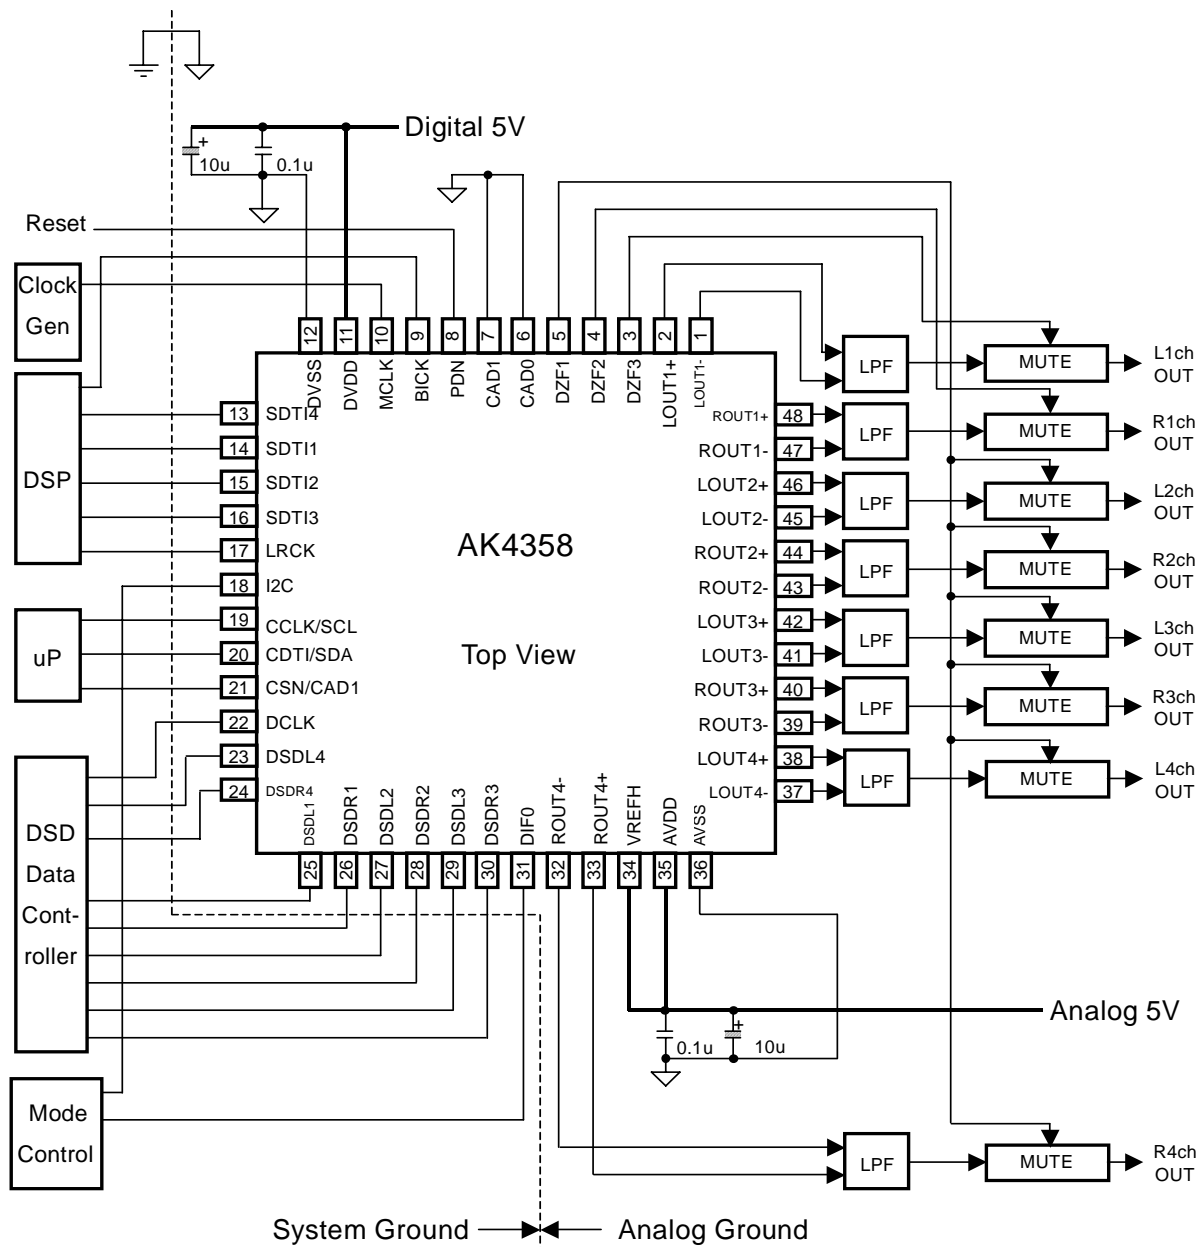 Digital 5V
+
10u
0.1u
Reset
Clock
Gen
12
11
10
9
8
7
6
5
4
3
2
1
DVSS
DVDD
MCLK
BICK
PDN
CAD1
CAD0
DZF1
DZF2
DZF3
LOUT1+
LOUT1-
DSP
13 SDTI4
14 SDTI1
15 SDTI2
16 SDTI3
17 LRCK
18 I2C
19 CCLK/SCL
20 CDTI/SDA
21 CSN/CAD1
22 DCLK
23 DSDL4
24 DSDR4
uP
DSD
Data
Cont-
roller
Mode
Control
AK4358
Top View
ROUT1+ 48
ROUT1- 47
LOUT2+ 46
LOUT2- 45
ROUT2+ 44
ROUT2- 43
LOUT3+ 42
LOUT3- 41
ROUT3+ 40
ROUT3- 39
LOUT4+ 38
LOUT4- 37
DSDL1
DSDR1
DSDL2
DSDR2
DSDL3
DSDR3
DIF0
ROUT4-
ROUT4+
VREFH
AVDD
AVSS
25
26
27
28
29
30
31
32
33
34
35
36
LPF
MUTE
L1ch
OUT
LPF
MUTE
R1ch
OUT
LPF
MUTE
L2ch
OUT
LPF
MUTE
R2ch
OUT
LPF
MUTE
L3ch
OUT
LPF
MUTE
R3ch
OUT
LPF
MUTE
L4ch
OUT
Analog 5V
0.1u
+
10u
LPF
MUTE
R4ch
OUT
System Ground
Analog Ground